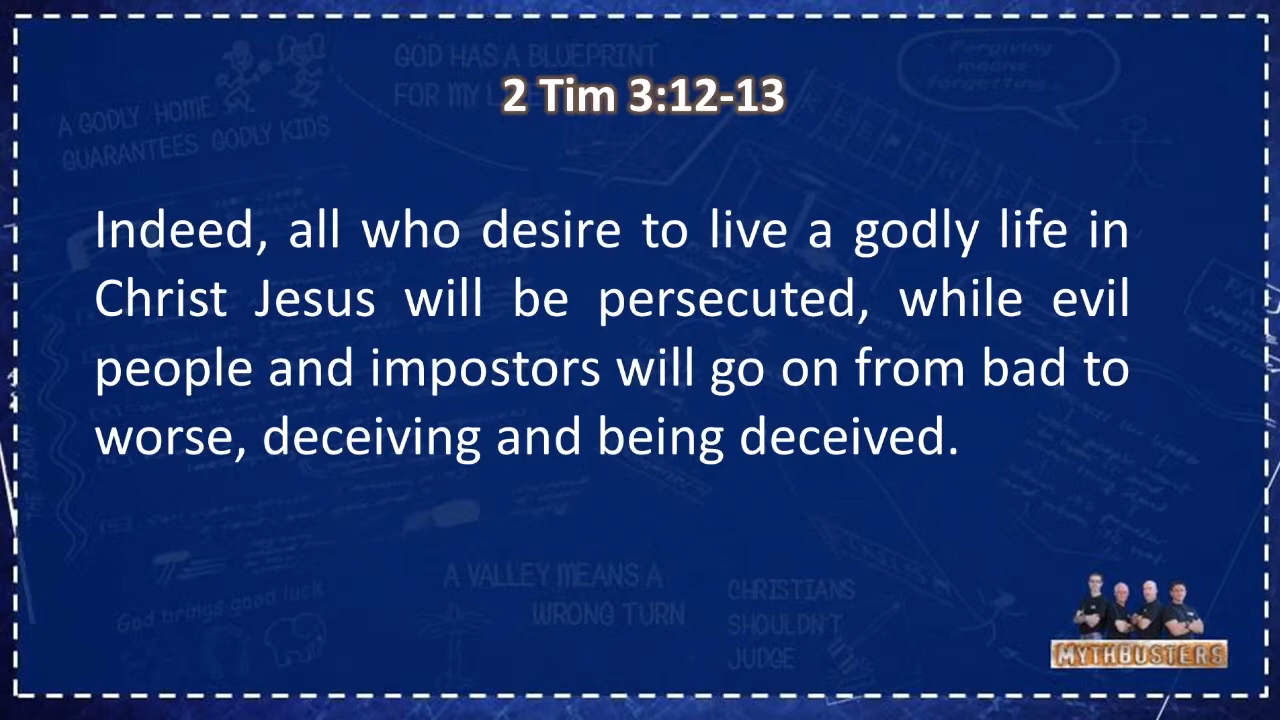 GOD HAS A BLUEPRINT
FOR MY L
Forgiving
means
forgetting
2 Tim 3:12-13
A GODLY HOME
GUARANTEES GODLY KIDS
Indeed, all who desire to live a godly life in
Christ Jesus will be persecuted, while evil
people and impostors will go on from bad to
worse, deceiving and being deceived.
A VALLEY MEANS A
WRONG TURN
God brings good luck
CHRISTIANS
SHOULDN'T
JUDGE
MYTHBUSTERS